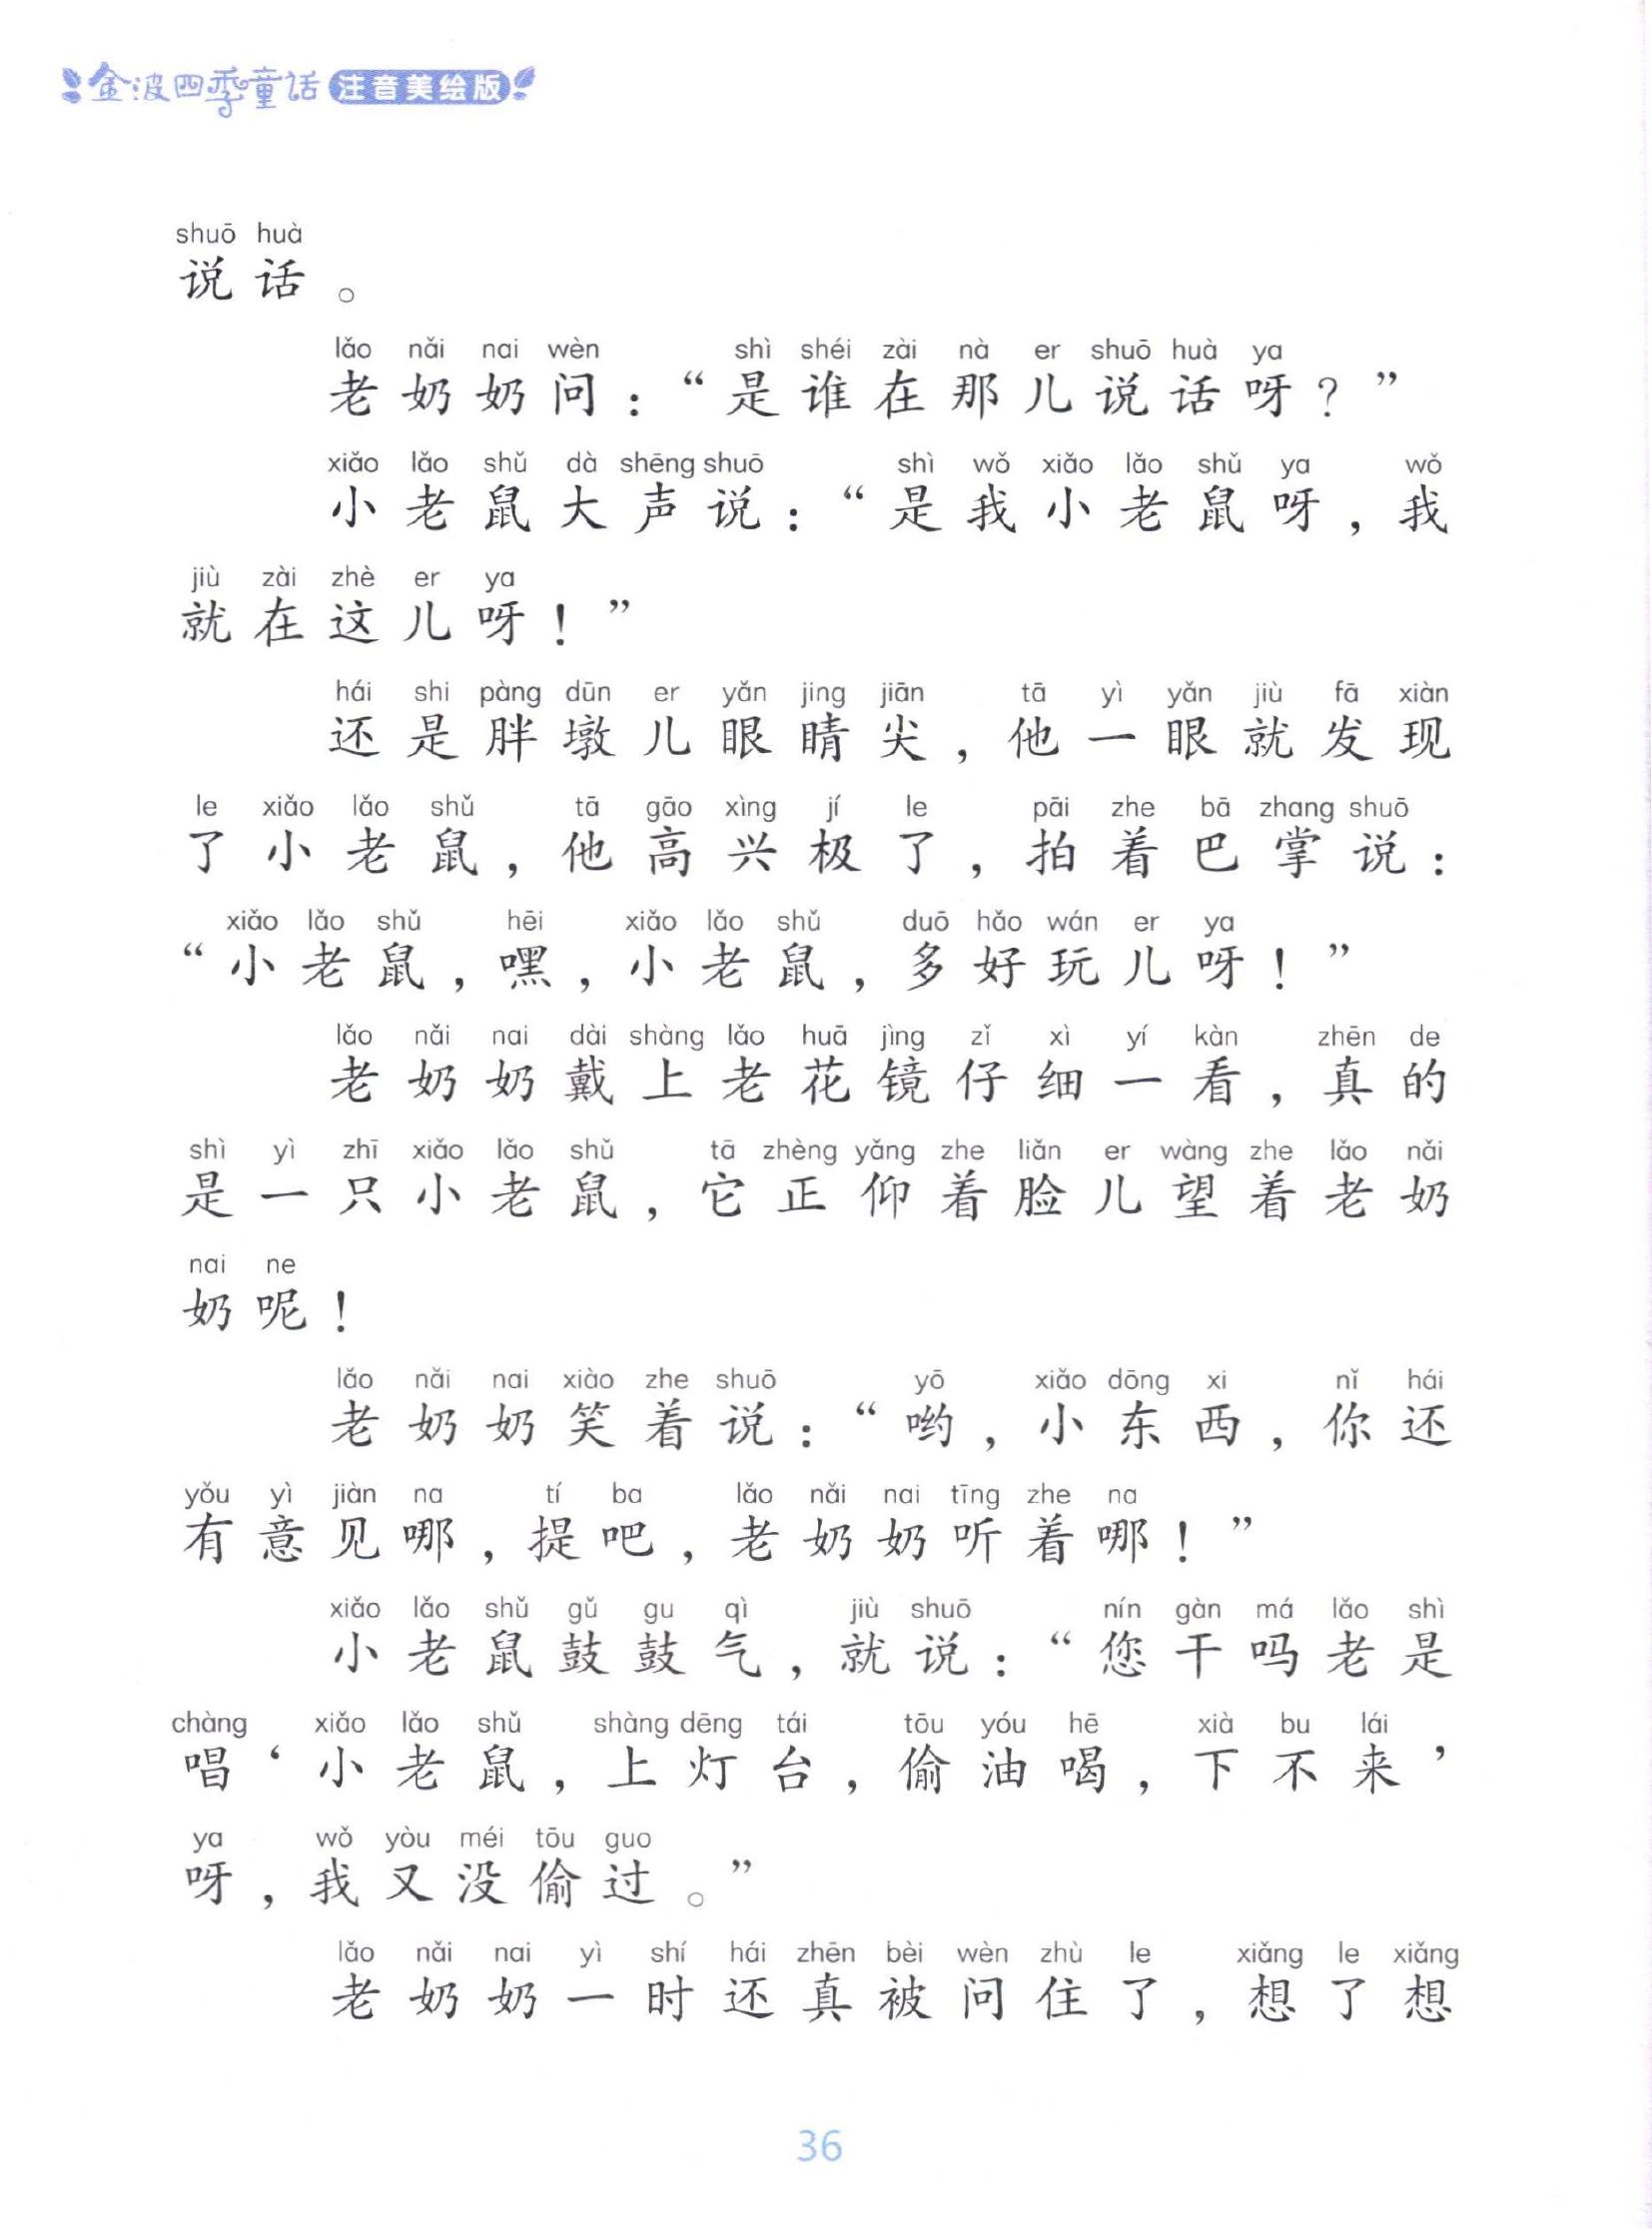 金波四季童话 注音美绘版
shuō huà
说话。
lǎo nǎi nai wèn shì shéi zài nà er shuō huà ya
老奶奶问：“是谁在那儿说话呀？”
xiǎo lǎo shǔ dà shēng shuō shì wǒ xiǎo lǎo shǔ ya wǒ
小老鼠大声说：“是我小老鼠呀，我
jiù zài zhè er ya
就在这儿呀！”
hái shi pàng dūn er yǎn jing jiān tā yì yǎn jiù fā xiàn
还是胖墩儿眼睛尖，他一眼就发现
le xiǎo lǎo shǔ tā gāo xìng jí le pāi zhe bā zhang shuō
了小老鼠，他高兴极了，拍着巴掌说：
xiǎo lǎo shǔ hēi xiǎo lǎo shǔ duō hǎo wán er ya
“小老鼠，嘿，小老鼠，多好玩儿呀！”
lǎo nǎi nai dài shàng lǎo huā jìng zǐ xì yí kàn zhēn de
老奶奶戴上老花镜仔细一看，真的
shì yì zhī xiǎo lǎo shǔ tā zhèng yǎng zhe liǎn er wàng zhe lǎo nǎi
是一只小老鼠，它正仰着脸儿望着老奶
nai ne
奶呢！
lǎo nǎi nai xiào zhe shuō yō xiǎo dōng xi nǐ hái
老奶奶笑着说：“哟，小东西，你还
yǒu yì jiàn na tí ba lǎo nǎi nai tīng zhe na
有意见哪，提吧，老奶奶听着哪！”
xiǎo lǎo shǔ gǔ gu qì jiù shuō nín gàn má lǎo shì
小老鼠鼓鼓气，就说：“您干吗老是
chàng xiǎo lǎo shǔ shàng dēng tái tōu yóu hē xià bu lái
唱‘小老鼠，上灯台，偷油喝，下不来’
ya wǒ yòu méi tōu guo
呀，我又没偷过。”
lǎo nǎi nai yì shí hái zhēn bèi wèn zhù le xiǎng le xiǎng
老奶奶一时还真被问住了，想了想
36